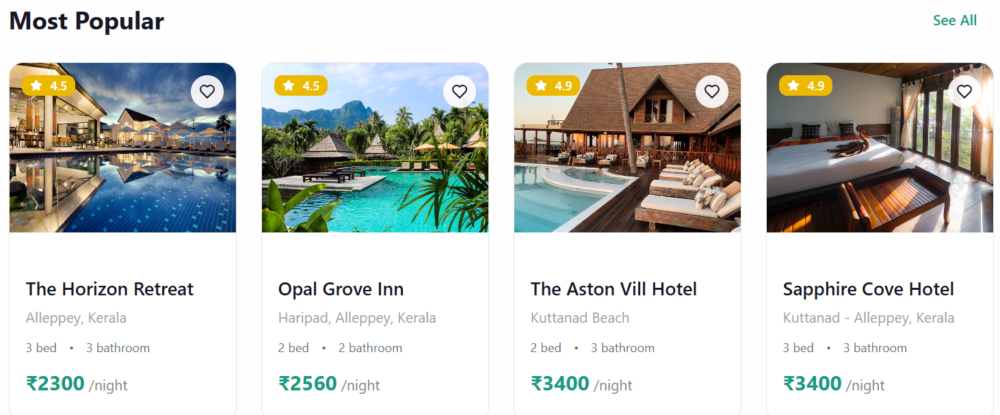 Most Popular
See All
4.5
4.5
4.9
4.9
The Horizon Retreat
Alleppey, Kerala
3 bed • 3 bathroom
₹2300 /night
Opal Grove Inn
Haripad, Alleppey, Kerala
2 bed • 2 bathroom
₹2560 /night
The Aston Vill Hotel
Kuttanad Beach
2 bed • 3 bathroom
₹3400 /night
Sapphire Cove Hotel
Kuttanad - Alleppey, Kerala
3 bed • 3 bathroom
₹3400 /night